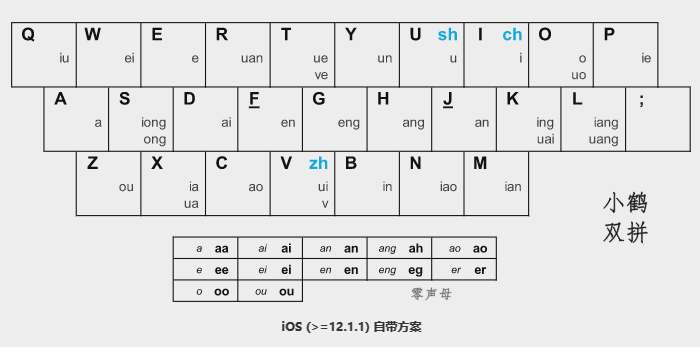 Q W E R T Y U sh I ch O P
iu ei e uan ue un u i o ie
ve uo
A S D F G H J K L ;
a iong ai en eng ang an ing iang
ong uai uang
Z X C V zh B N M
ou ia ao ui in iao ian
ua v
小鹤
双拼
a aa ai ai an an ang ah ao ao
e ee ei ei en en eng eg er er
o oo ou ou
零声母
iOS (>=12.1.1) 自带方案